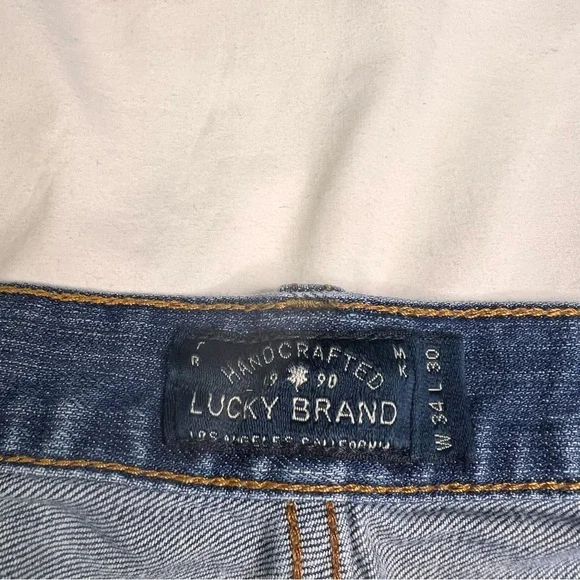 HANDCRAFTED
19 90
LUCKY BRAND
LOS ANGELES CALIFORNIA
W 34 L 30